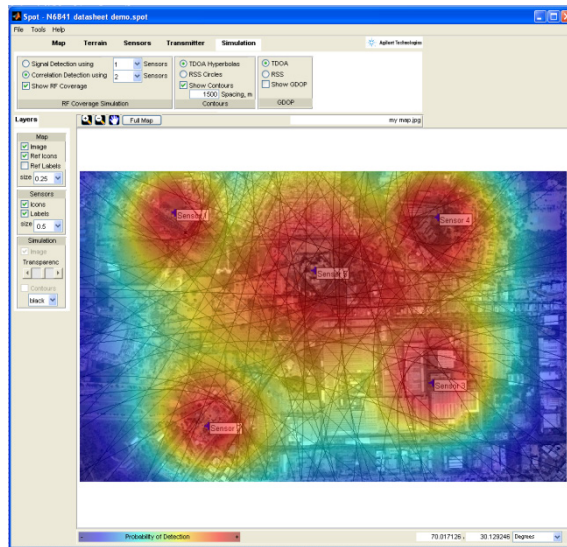 Spot - N6841 datasheet demo.spot
File Tools Help
Map Terrain Sensors Transmitter Simulation
Agilent Technologies
Signal Detection using 1 Sensors
Correlation Detection using 2 Sensors
Show RF Coverage
RF Coverage Simulation
TDOA Hyperbolas
RSS Circles
Show Contours
1500 Spacing, m
Contours
TDOA
RSS
Show GDOP
GDOP
Layers
Full Map
my map.jpg
Map
Image
Ref Icons
Ref Labels
size 0.25
Sensors
Icons
Labels
size 0.5
Simulation
Image
Transparenc
Contours
black
Sensor 1
Sensor 4
Sensor
Sensor 3
Sensor
- Probability of Detection +
70.017126 , 30.129246 Degrees